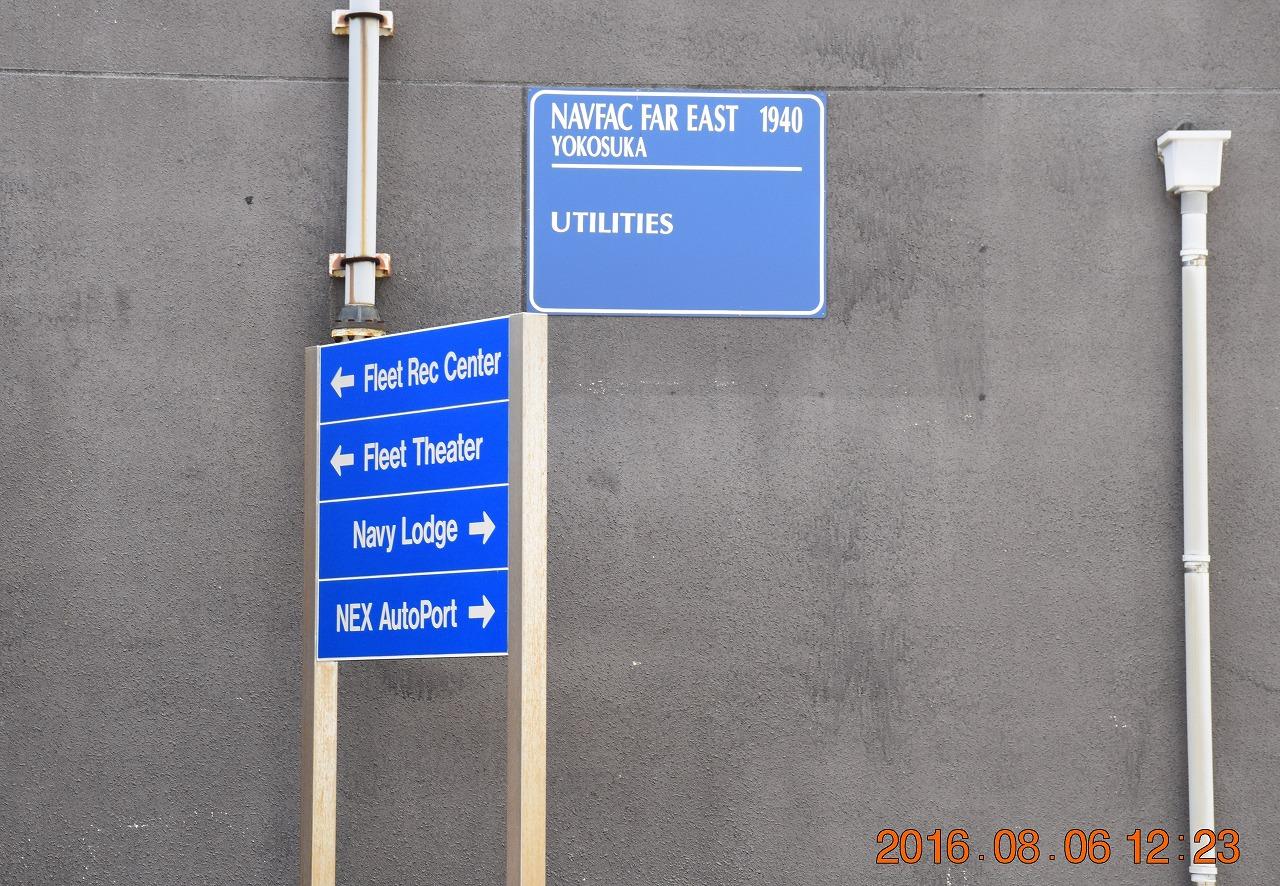 NAVFAC FAR EAST 1940
YOKOSUKA
UTILITIES
← Fleet Rec Center
← Fleet Theater
Navy Lodge →
NEX AutoPort →
2016.08.06 12:23